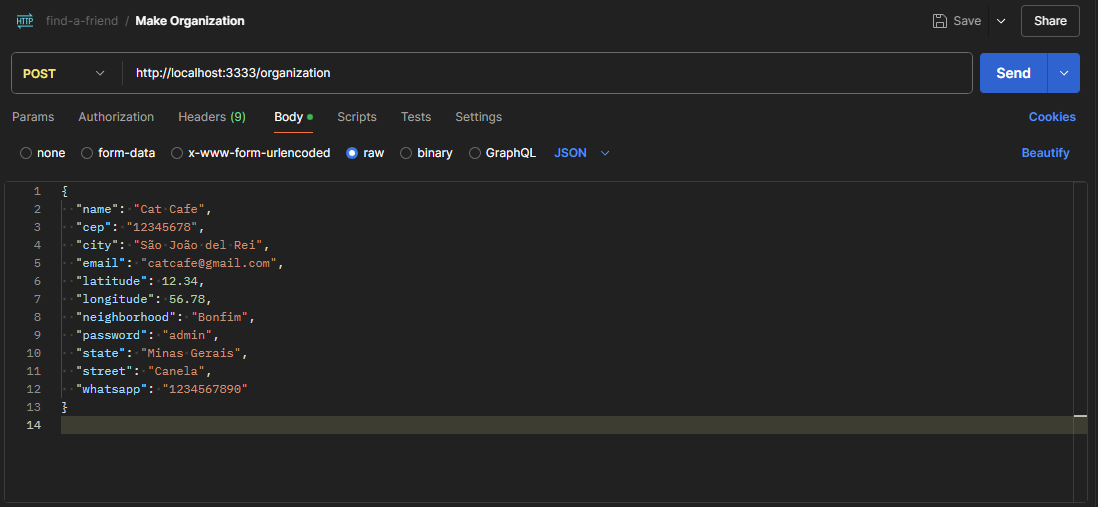 HTTP find-a-friend / Make Organization Save Share
POST http://localhost:3333/organization Send
Params Authorization Headers (9) Body Scripts Tests Settings Cookies
none form-data x-www-form-urlencoded raw binary GraphQL JSON Beautify
1 {
2 "name": "Cat Cafe",
3 "cep": "12345678",
4 "city": "São João del Rei",
5 "email": "catcafe@gmail.com",
6 "latitude": 12.34,
7 "longitude": 56.78,
8 "neighborhood": "Bonfim",
9 "password": "admin",
10 "state": "Minas Gerais",
11 "street": "Canela",
12 "whatsapp": "1234567890"
13 }
14